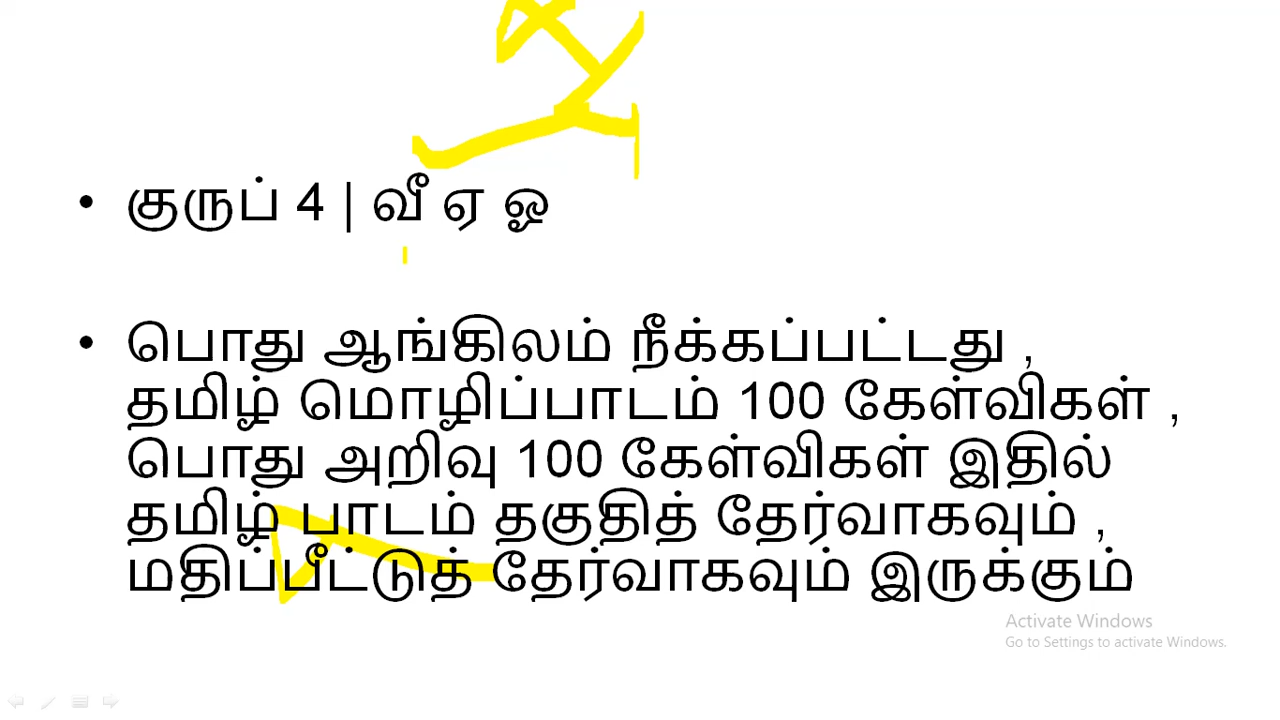 • குருப் 4 | வீ ஏ ஓ
• பொது ஆங்கிலம் நீக்கப்பட்டது ,
தமிழ் மொழிப்பாடம் 100 கேள்விகள் ,
பொது அறிவு 100 கேள்விகள் இதில்
தமிழ் பாடம் தகுதித் தேர்வாகவும் ,
மதிப்பீட்டுத் தேர்வாகவும் இருக்கும்
Activate Windows
Go to Settings to activate Windows.